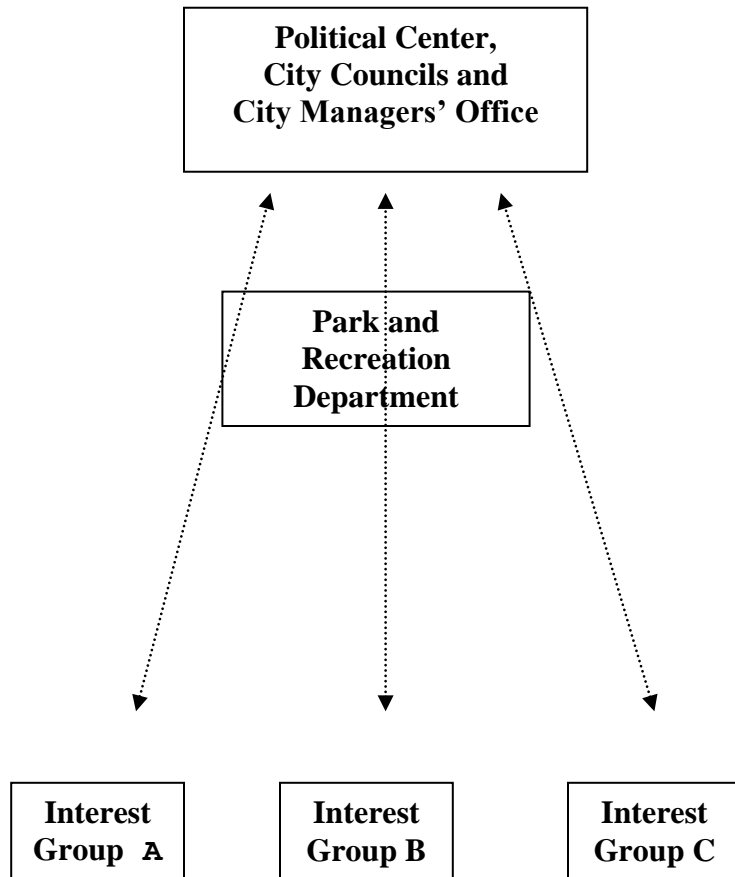 Political Center,
City Councils and
City Managers’ Office
Park and
Recreation
Department
Interest
Group A
Interest
Group B
Interest
Group C